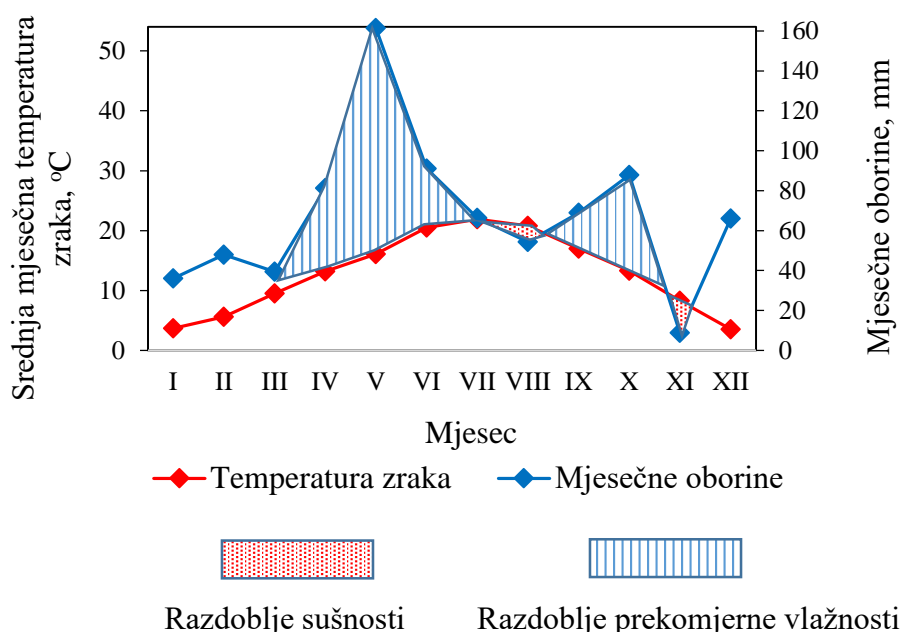 Srednja mjesečna temperatura
zraka, °C
50
40
30
20
10
0
160
140
120
100
80
60
40
20
0
Mjesečne oborine, mm
I II III IV V VI VII VIII IX X XI XII
Mjesec
Temperatura zraka
Mjesečne oborine
Razdoblje sušnosti
Razdoblje prekomjerne vlažnosti